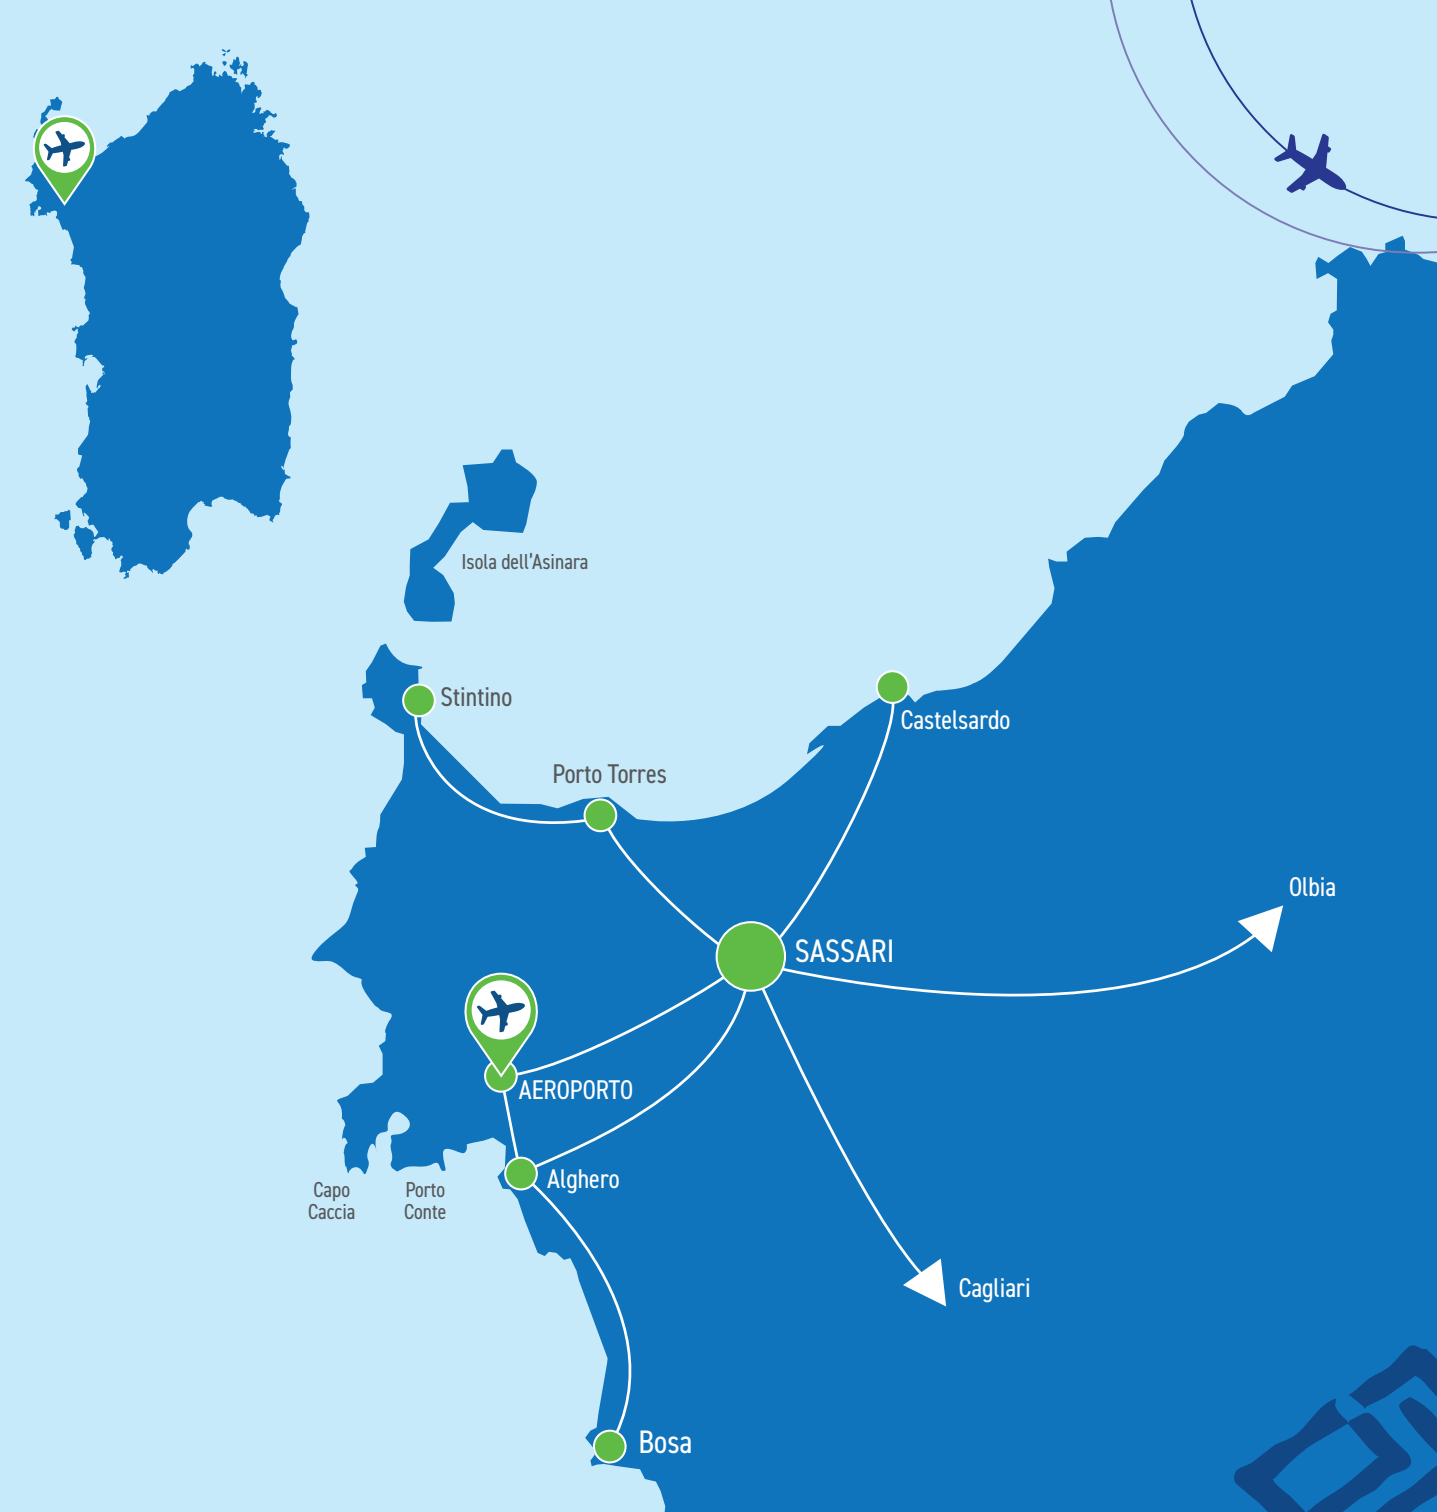 Isola dell'Asinara
Stintino
Castelsardo
Porto Torres
Olbia
SASSARI
AEROPORTO
Alghero
Capo
Caccia
Porto
Conte
Cagliari
Bosa